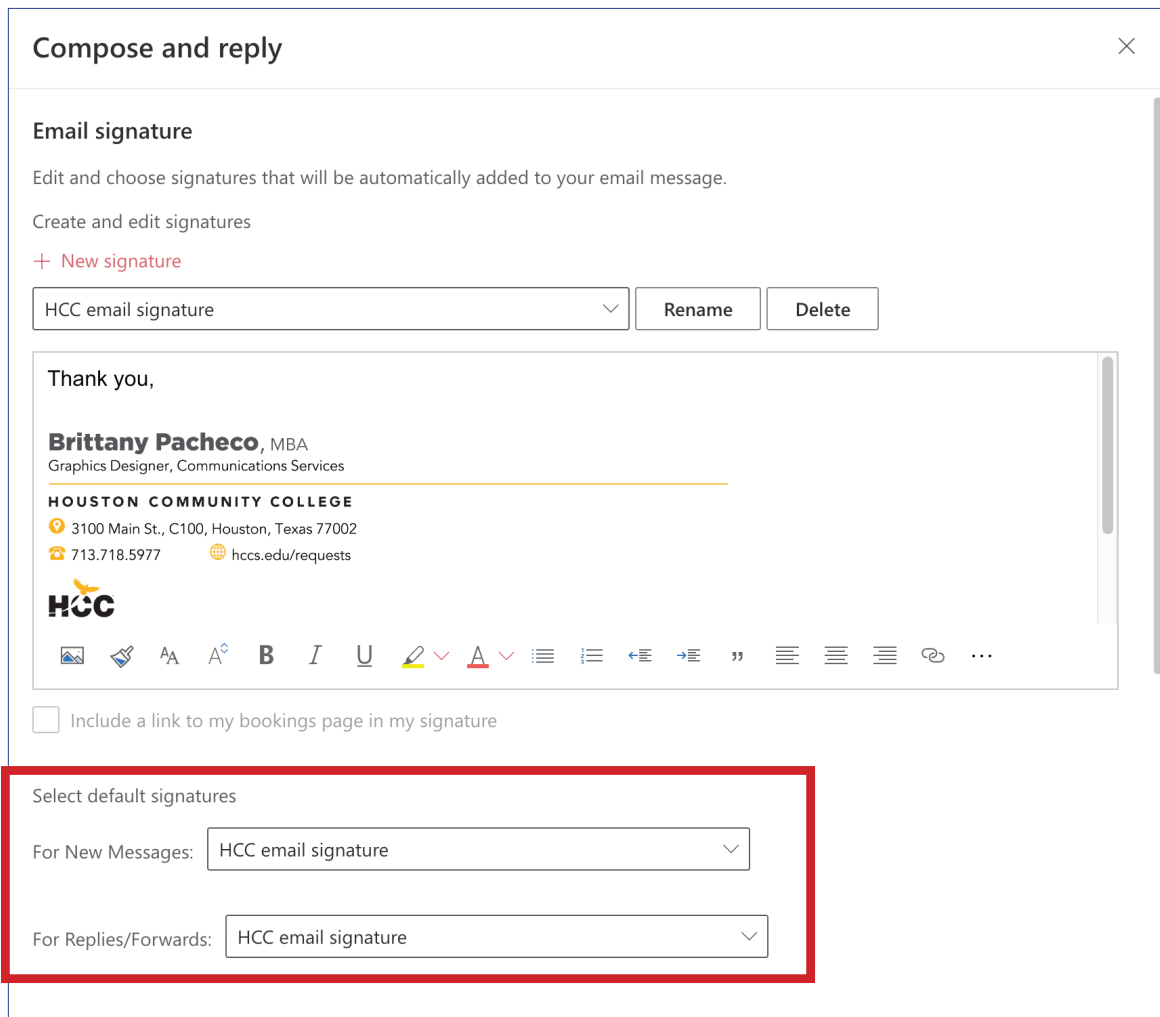 Compose and reply
Email signature
Edit and choose signatures that will be automatically added to your email message.
Create and edit signatures
+ New signature
HCC email signature
Rename
Delete
Thank you,
Brittany Pacheco, MBA
Graphics Designer, Communications Services
HOUSTON COMMUNITY COLLEGE
3100 Main St., C100, Houston, Texas 77002
713.718.5977 hccs.edu/requests
HCC
Include a link to my bookings page in my signature
Select default signatures
For New Messages: HCC email signature
For Replies/Forwards: HCC email signature